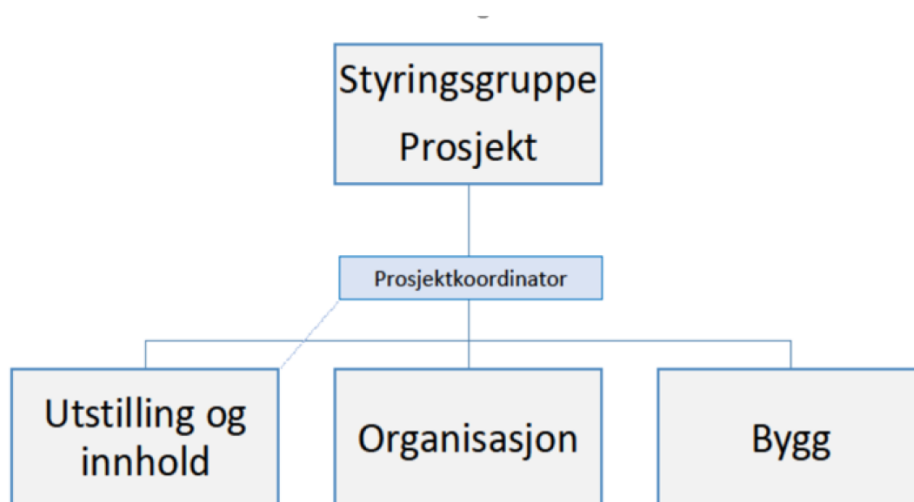 Styringsgruppe
Prosjekt
Prosjektkoordinator
Utstilling og
innhold
Organisasjon
Bygg